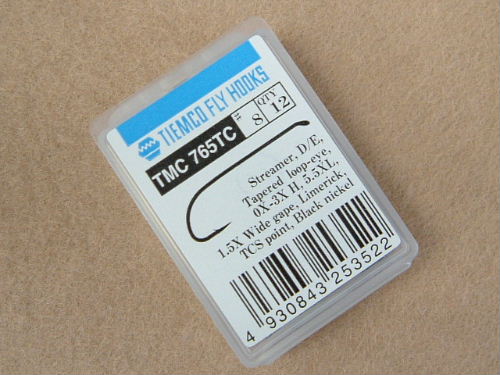 TIEMCO FLY HOOKS
TMC 765TC
# 8
QTY 12
Streamer, D/E,
Tapered loop-eye,
0X-3X H, 5.5XL,
1.5X Wide gape, Limerick,
TCS point, Black nickel
4 930843 253522